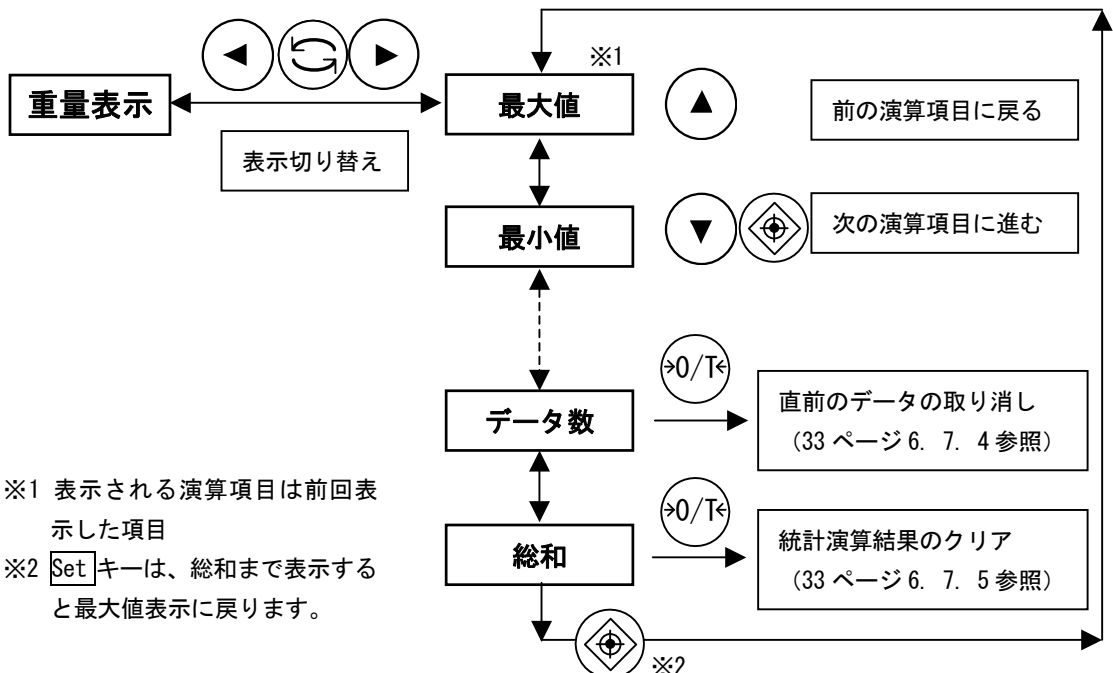 ※1
重量表示
最大値
前の演算項目に戻る
表示切り替え
最小値
次の演算項目に進む
→0/T←
データ数
直前のデータの取り消し
（33 ページ 6. 7. 4 参照）
→0/T←
総和
統計演算結果のクリア
（33 ページ 6. 7. 5 参照）
※1 表示される演算項目は前回表
示した項目
※2 Set キーは、総和まで表示する
と最大値表示に戻ります。
※2